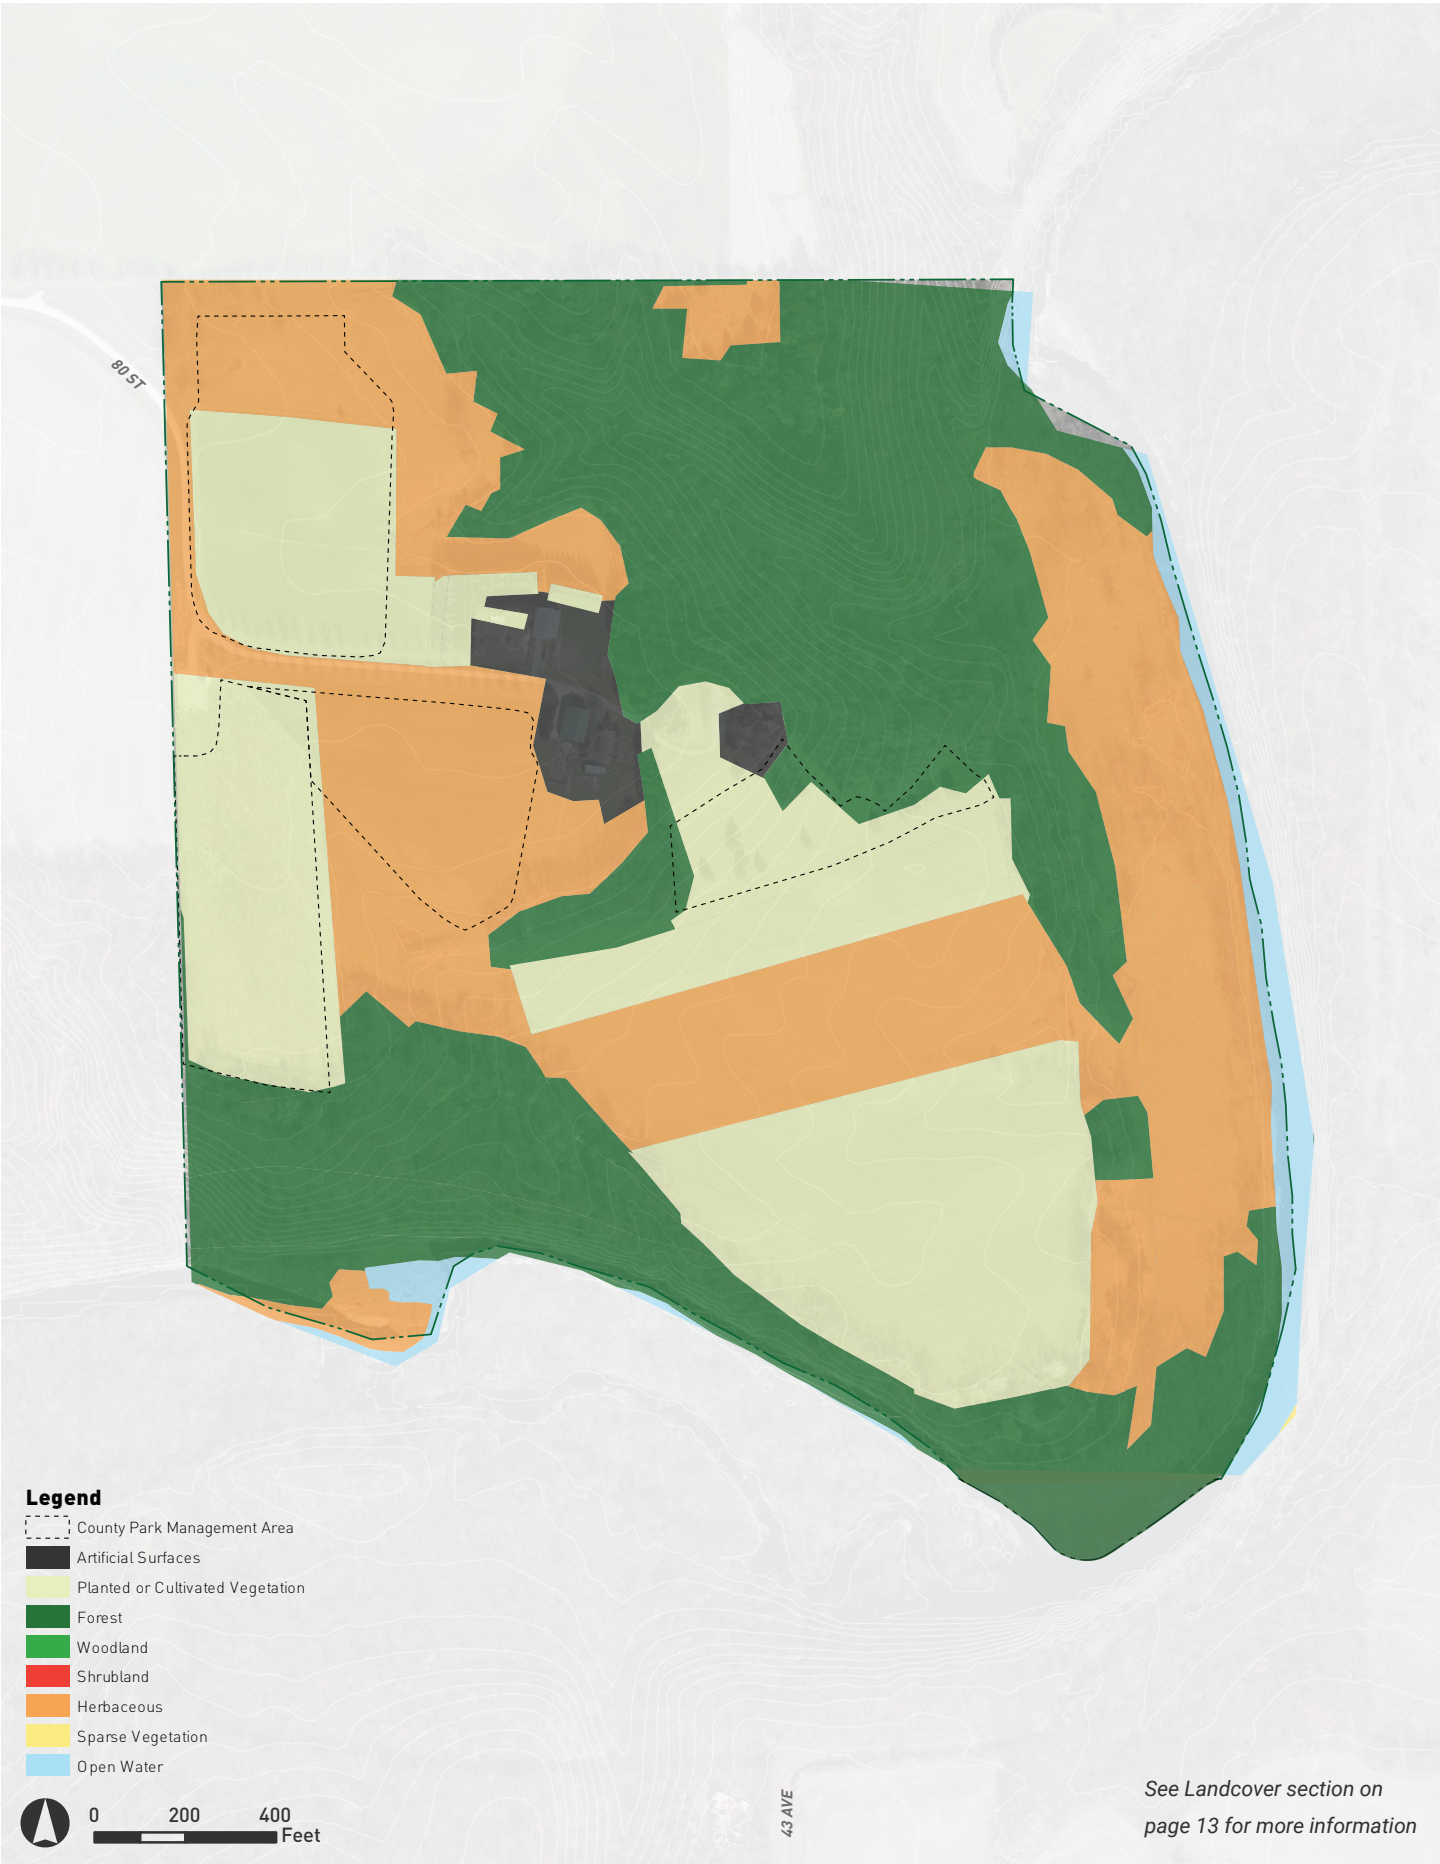 80 ST
Legend
County Park Management Area
Artificial Surfaces
Planted or Cultivated Vegetation
Forest
Woodland
Shrubland
Herbaceous
Sparse Vegetation
Open Water
0 200 400
Feet
43 AVE
See Landcover section on
page 13 for more information